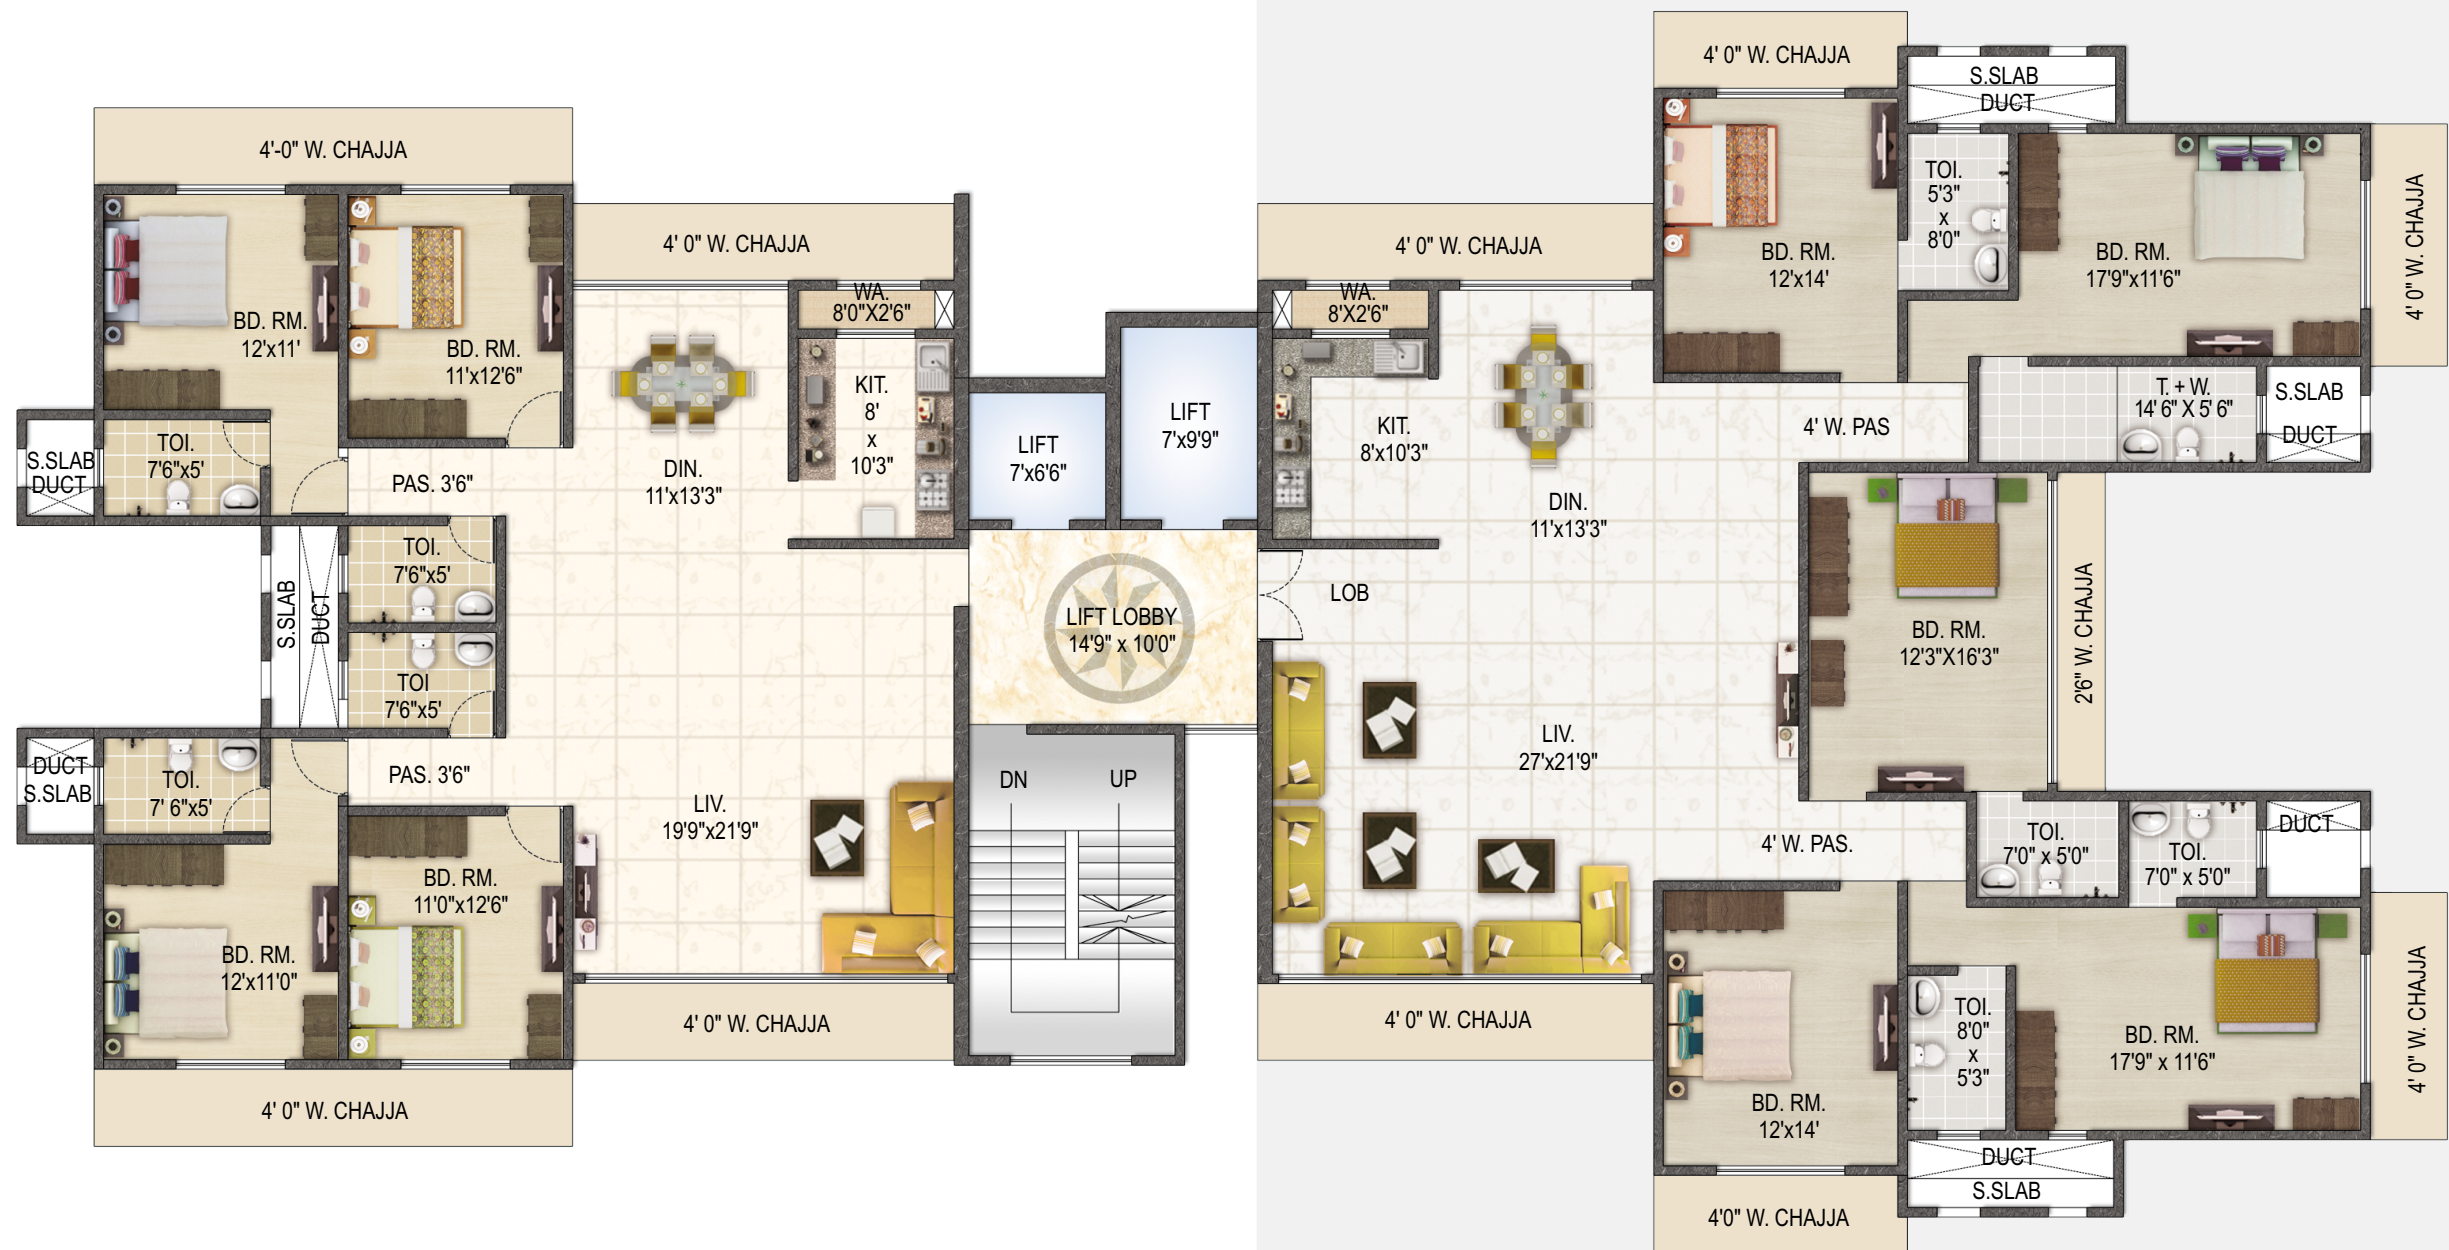 4'-0" W. CHAJJA
BD. RM.
12'x11'
BD. RM.
11'x12'6"
TOI.
7'6"x5'
S.SLAB
DUCT
PAS. 3'6"
TOI.
7'6"x5'
S.SLAB
DUCT
TOI
7'6"x5'
DUCT
S.SLAB
TOI.
7' 6"x5'
PAS. 3'6"
BD. RM.
11'0"x12'6"
BD. RM.
12'x11'0"
4' 0" W. CHAJJA
4' 0" W. CHAJJA
WA.
8'0"X2'6"
KIT.
8'
x
10'3"
DIN.
11'x13'3"
LIV.
19'9"x21'9"
4' 0" W. CHAJJA
LIFT
7'x6'6"
LIFT
7'x9'9"
LIFT LOBBY
14'9" x 10'0"
DN
UP
4' 0" W. CHAJJA
WA.
8'X2'6"
KIT.
8'x10'3"
DIN.
11'x13'3"
LOB
LIV.
27'x21'9"
4' 0" W. CHAJJA
4' 0" W. CHAJJA
S.SLAB
DUCT
BD. RM.
12'x14'
TOI.
5'3"
x
8'0"
BD. RM.
17'9"x11'6"
4' 0" W. CHAJJA
4' W. PAS
T. + W.
14' 6" X 5' 6"
S.SLAB
DUCT
BD. RM.
12'3"X16'3"
2'6" W. CHAJJA
4' W. PAS.
TOI.
7'0" x 5'0"
TOI.
7'0" x 5'0"
DUCT
BD. RM.
12'x14'
TOI.
8'0"
x
5'3"
BD. RM.
17'9" x 11'6"
4' 0" W. CHAJJA
DUCT
S.SLAB
4'0" W. CHAJJA